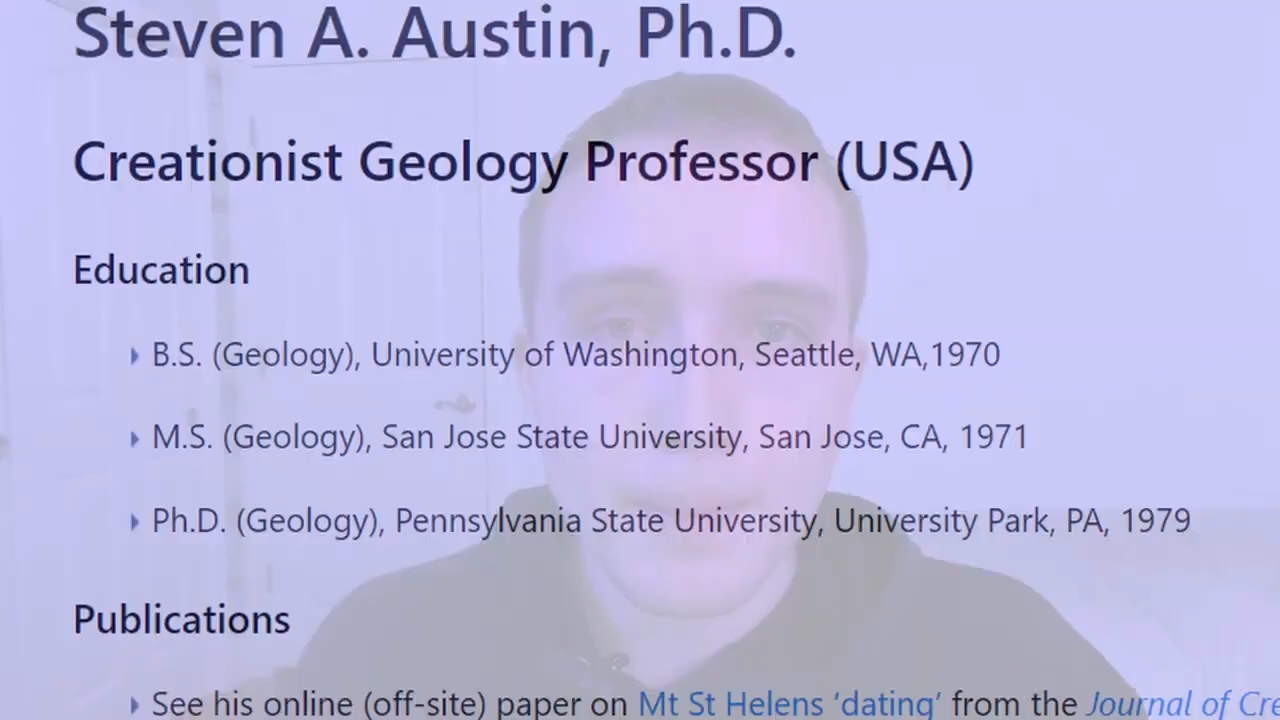 Steven A. Austin, Ph.D.
Creationist Geology Professor (USA)
Education
B.S. (Geology), University of Washington, Seattle, WA,1970
M.S. (Geology), San Jose State University, San Jose, CA, 1971
Ph.D. (Geology), Pennsylvania State University, University Park, PA, 1979
Publications
See his online (off-site) paper on Mt St Helens ‘dating’ from the Journal of Cre